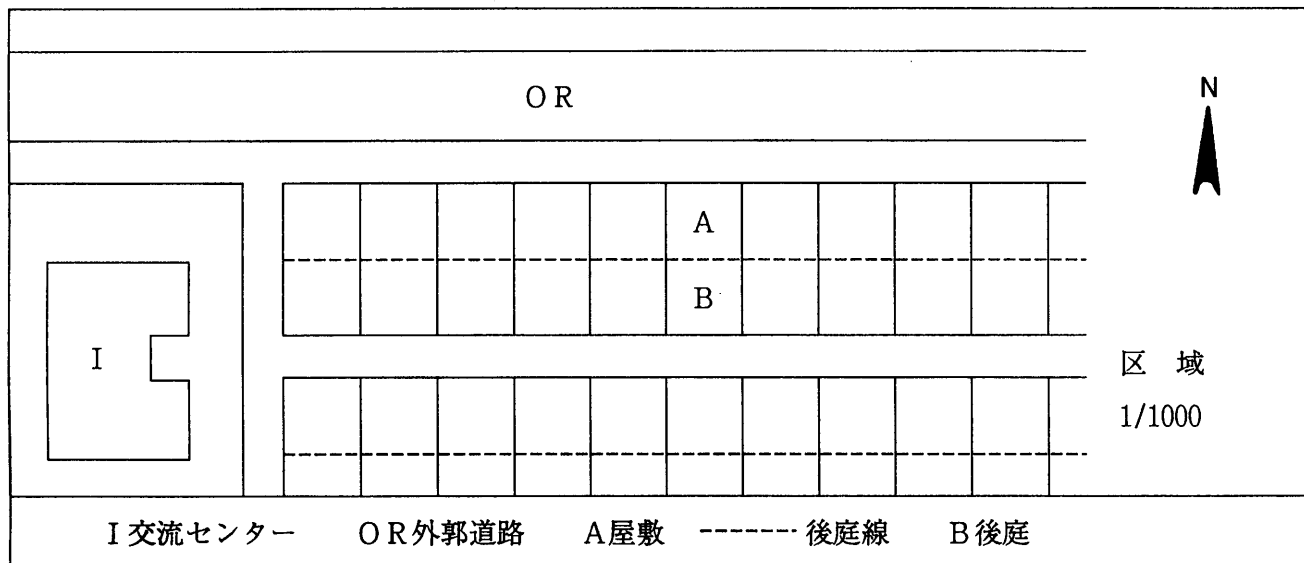 OR
N
A
B
I
区域
1/1000
I交流センター OR外郭道路 A屋敷 -------後庭線 B後庭